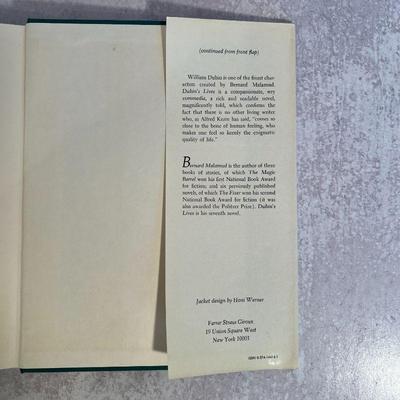 (continued from front flap)
William Dubin is one of the finest char-
acters created by Bernard Malamud.
Dubin's Lives is a compassionate, wry
commedia, a rich and readable novel,
magnificently told, which confirms the
fact that there is no other living writer
who, as Alfred Kazin has said, "comes so
close to the bone of human feeling, who
makes one feel so keenly the enigmatic
quality of life."
Bernard Malamud is the author of three
books of stories, of which The Magic
Barrel won his first National Book Award
for fiction; and six previously published
novels, of which The Fixer won his second
National Book Award for fiction (it was
also awarded the Pulitzer Prize). Dubin's
Lives is his seventh novel.
Jacket design by Honi Werner
Farrar Straus Giroux
19 Union Square West
New York 10003
ISBN